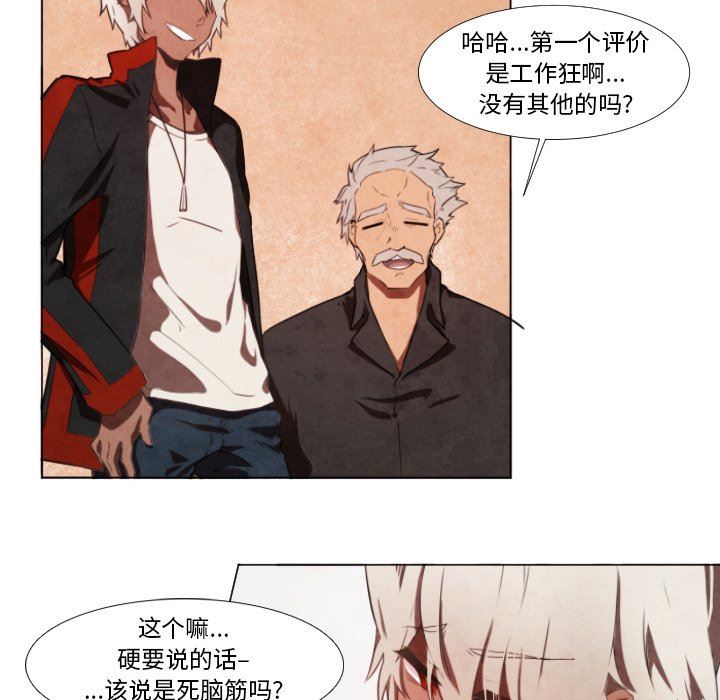 哈哈...第一个评价
是工作狂啊...
没有其他的吗?
这个嘛...
硬要说的话–
...该说是死脑筋吗?